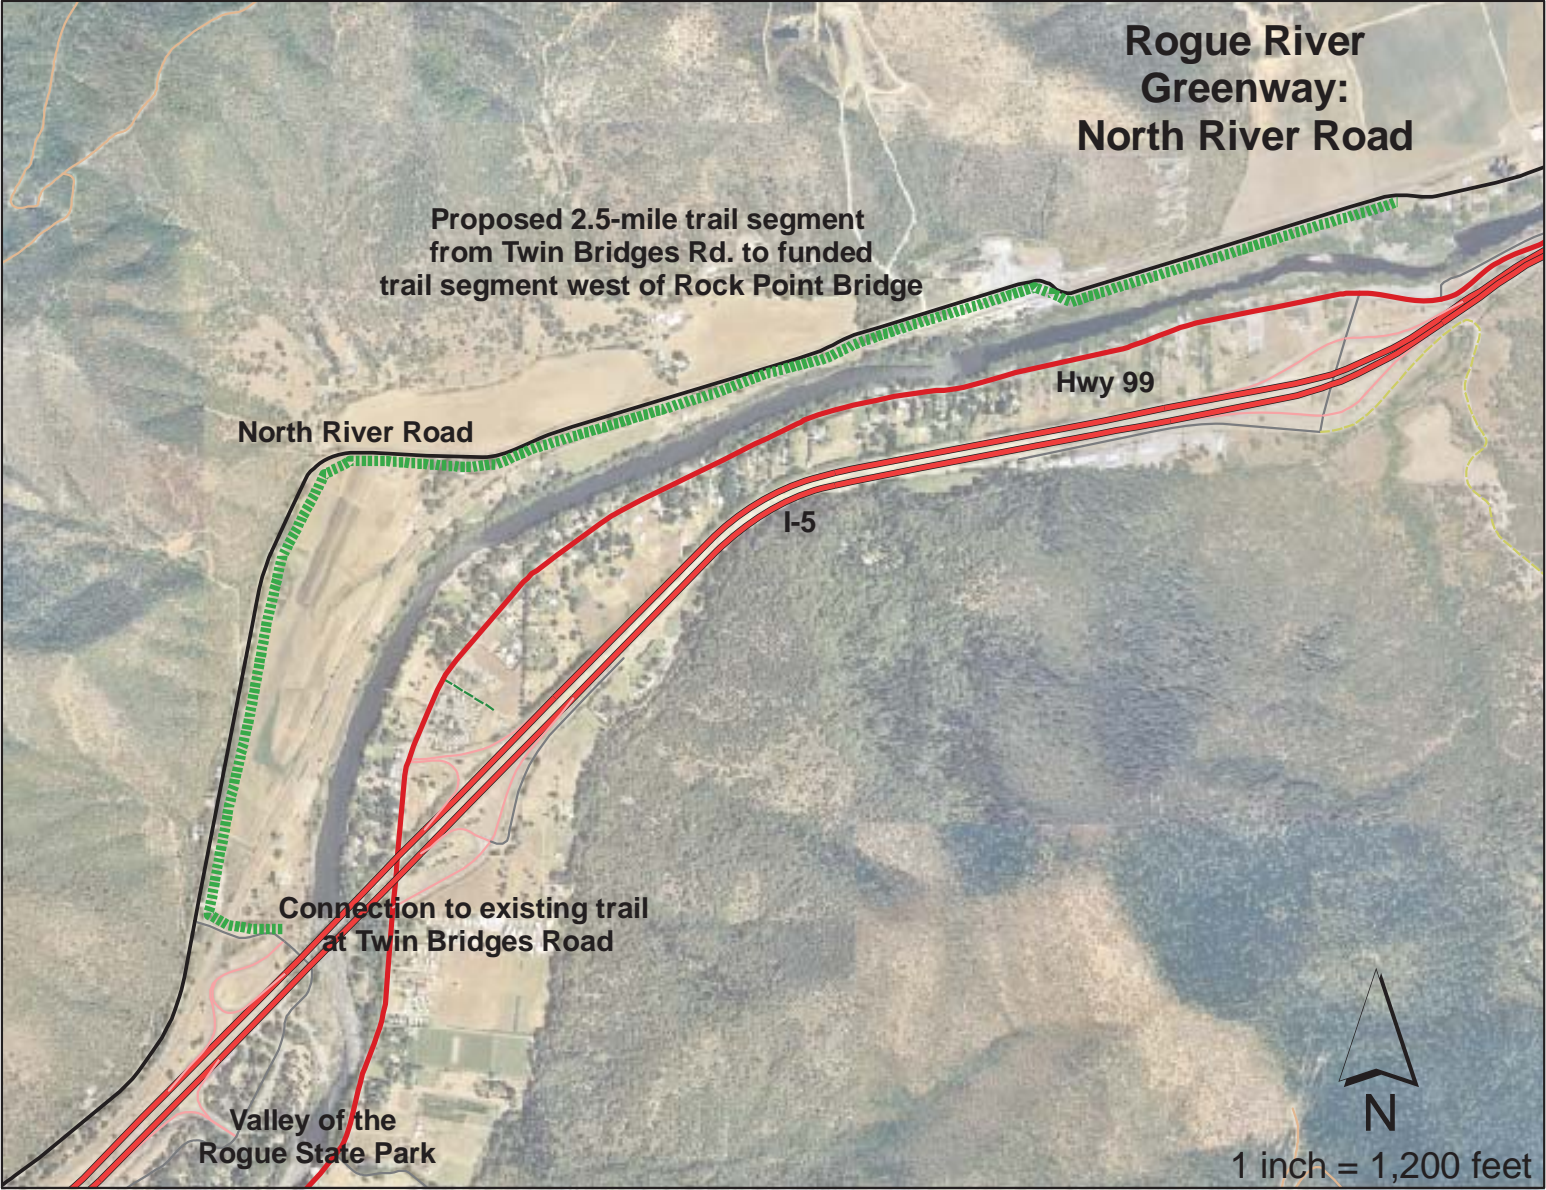 Rogue River
Greenway:
North River Road
Proposed 2.5-mile trail segment
from Twin Bridges Rd. to funded
trail segment west of Rock Point Bridge
Hwy 99
North River Road
I-5
Connection to existing trail
at Twin Bridges Road
Valley of the
Rogue State Park
N
1 inch = 1,200 feet